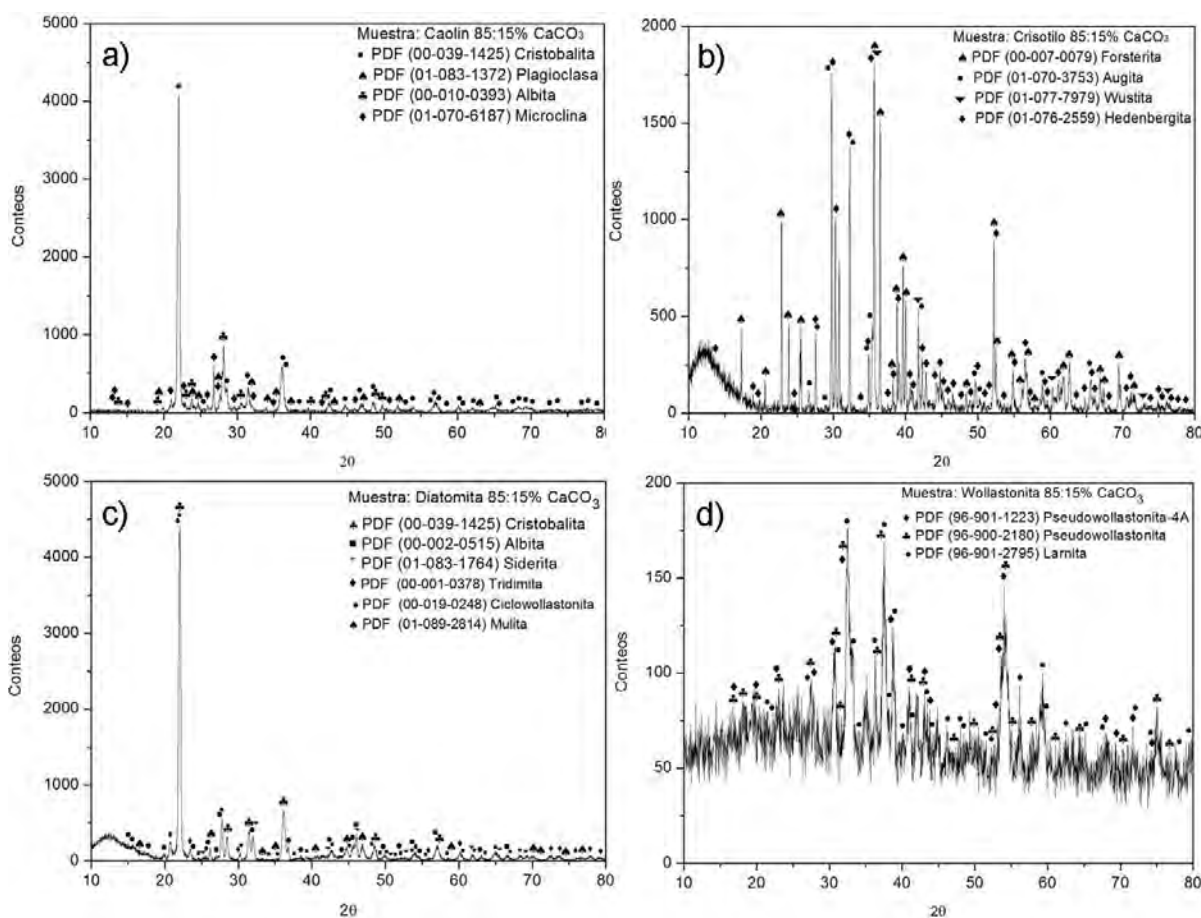 a)
Muestra: Caolin 85:15% CaCO₃
PDF (00-039-1425) Cristobalita
PDF (01-083-1372) Plagioclasa
PDF (00-010-0393) Albita
PDF (01-070-6187) Microclina
5000
4000
3000
2000
1000
0
Conteos
10 20 30 40 50 60 70 80
2θ
b)
Muestra: Crisotilo 85:15% CaCO₃
PDF (00-007-0079) Forsterita
PDF (01-070-3753) Augita
PDF (01-077-7979) Wustita
PDF (01-076-2559) Hedenbergita
2000
1500
1000
500
0
Conteos
10 20 30 40 50 60 70 80
2θ
c)
Muestra: Diatomita 85:15% CaCO₃
PDF (00-039-1425) Cristobalita
PDF (00-002-0515) Albita
PDF (01-083-1764) Siderita
PDF (00-001-0378) Tridimita
PDF (00-019-0248) Ciclowollastonita
PDF (01-089-2814) Mulita
5000
4000
3000
2000
1000
0
Conteos
10 20 30 40 50 60 70 80
2θ
d)
Muestra: Wollastonita 85:15% CaCO₃
PDF (96-901-1223) Pseudowollastonita-4A
PDF (96-900-2180) Pseudowollastonita
PDF (96-901-2795) Larnita
200
150
100
50
0
Conteos
10 20 30 40 50 60 70 80
2θ